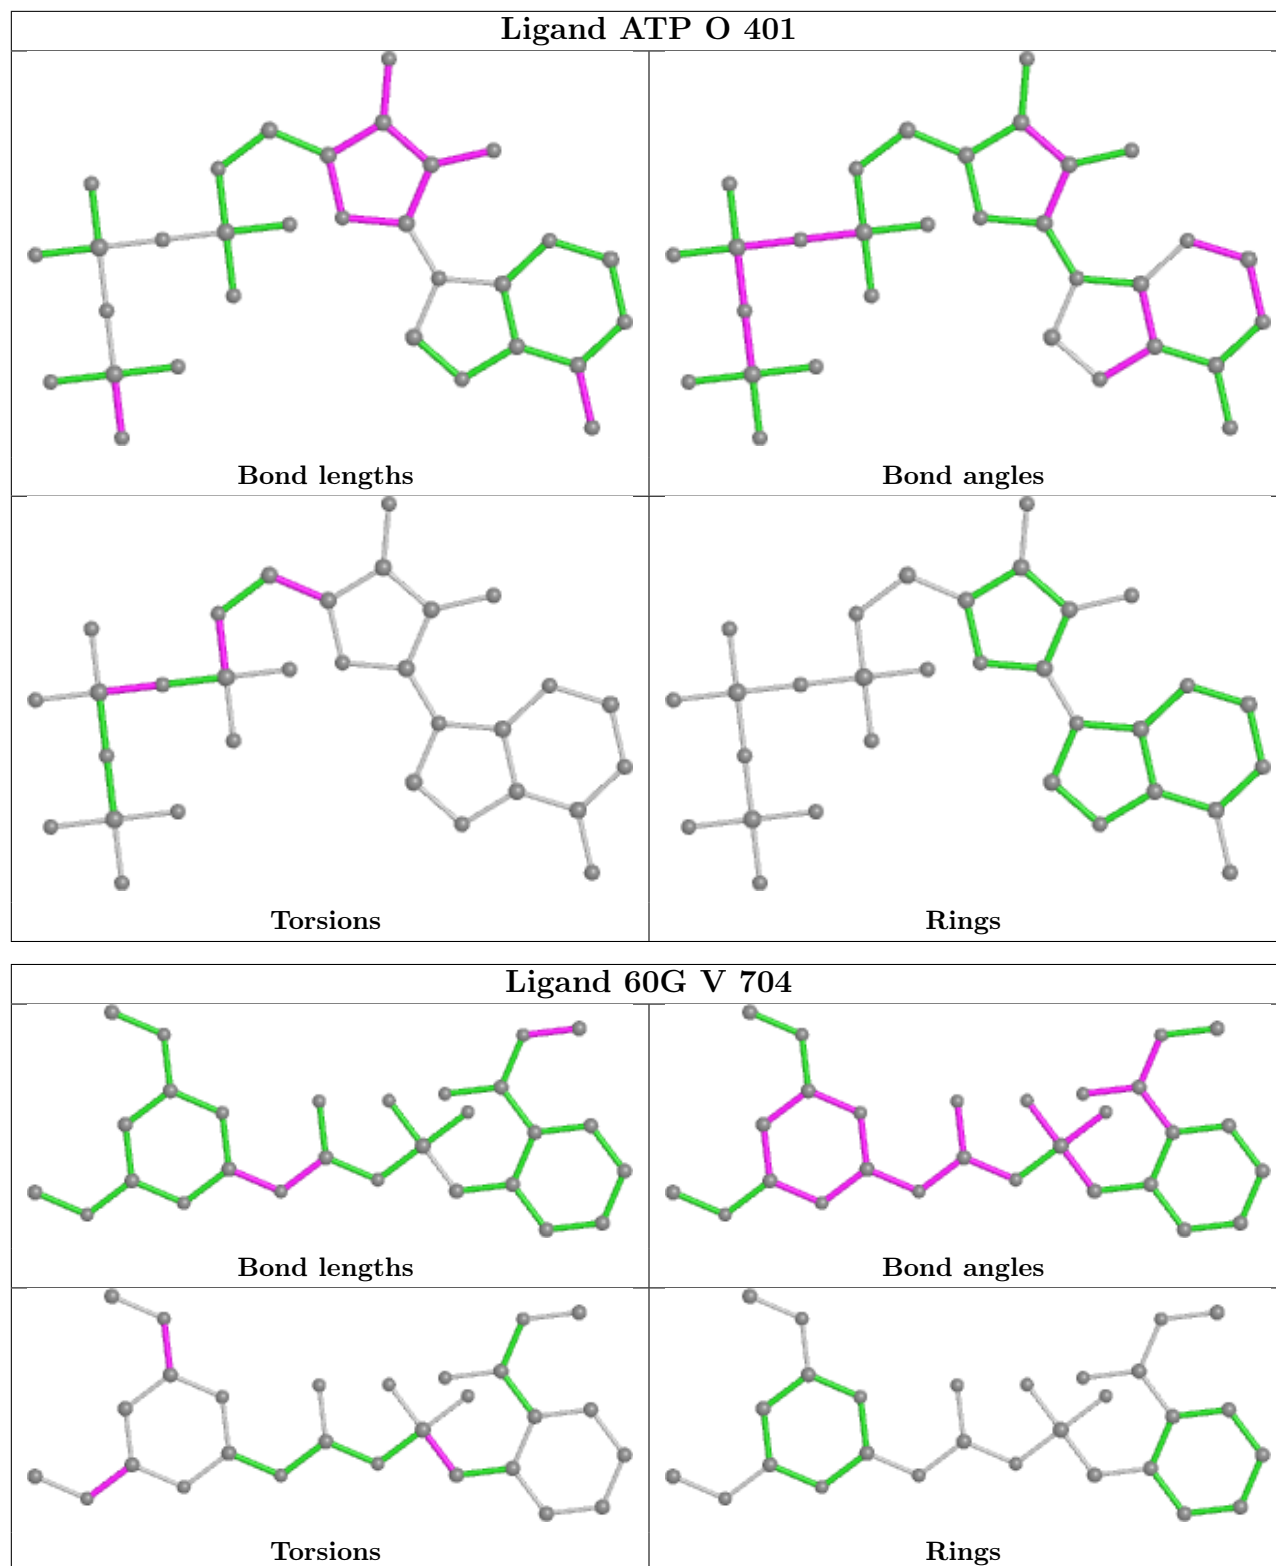 Ligand ATP O 401
Bond lengths
Bond angles
Torsions
Rings
Ligand 60G V 704
Bond lengths
Bond angles
Torsions
Rings